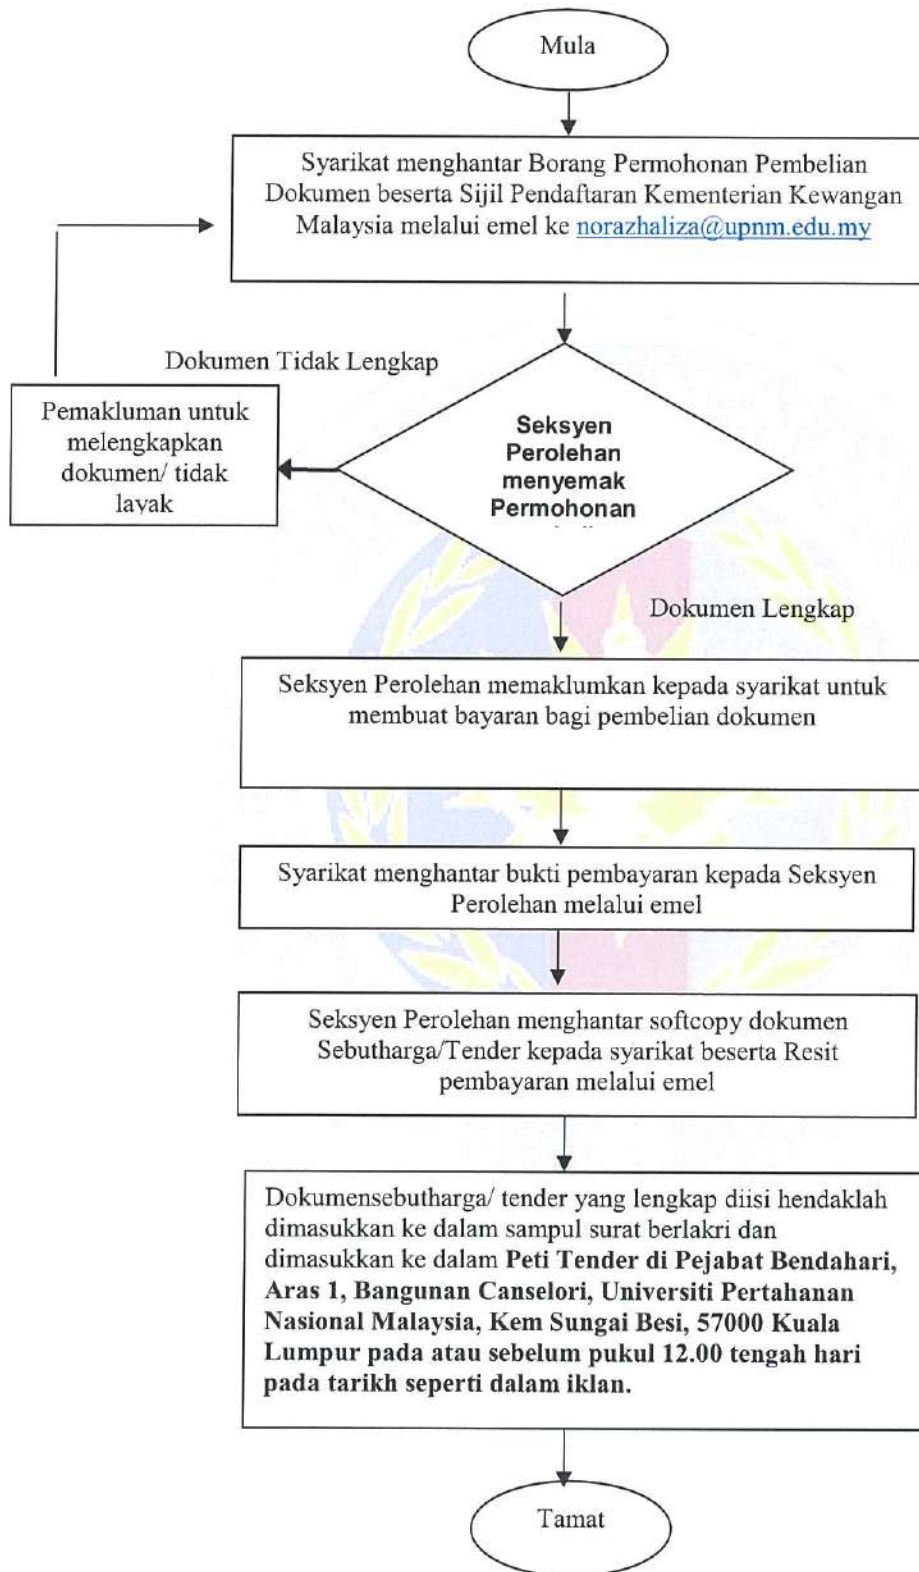 Mula
Syarikat menghantar Borang Permohonan Pembelian
Dokumen beserta Sijil Pendaftaran Kementerian Kewangan
Malaysia melalui emel ke norazhaliza@upnm.edu.my
Dokumen Tidak Lengkap
Pemakluman untuk
melengkapkan
dokumen/ tidak
layak
Seksyen
Perolehan
menyemak
Permohonan
Dokumen Lengkap
Seksyen Perolehan memaklumkan kepada syarikat untuk
membuat bayaran bagi pembelian dokumen
Syarikat menghantar bukti pembayaran kepada Seksyen
Perolehan melalui emel
Seksyen Perolehan menghantar softcopy dokumen
Sebutharga/Tender kepada syarikat beserta Resit
pembayaran melalui emel
Dokumensebutharga/ tender yang lengkap diisi hendaklah
dimasukkan ke dalam sampul surat berlakri dan
dimasukkan ke dalam Peti Tender di Pejabat Bendahari,
Aras 1, Bangunan Canselori, Universiti Pertahanan
Nasional Malaysia, Kem Sungai Besi, 57000 Kuala
Lumpur pada atau sebelum pukul 12.00 tengah hari
pada tarikh seperti dalam iklan.
Tamat